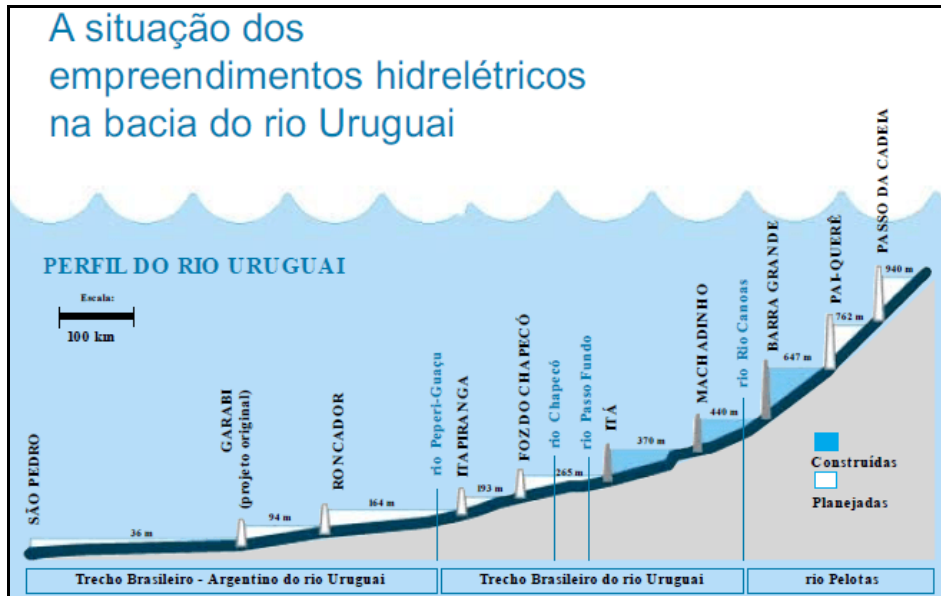 A situação dos
empreendimentos hidrelétricos
na bacia do rio Uruguai
PERFIL DO RIO URUGUAI
Escala:
100 km
SÃO PEDRO
GARABI
(projeto original)
RONCADOR
rio Peperi-Guaçu
ITAPIRANGA
FOZ DO CHAPECÓ
rio Chapecó
rio Passo Fundo
ITÁ
MACHADINHO
rio Rio Canoas
BARRA GRANDE
PAI-QUERÊ
PASSO DA CADEIA
36 m
94 m
164 m
193 m
265 m
370 m
440 m
647 m
762 m
940 m
Construídas
Planejadas
Trecho Brasileiro - Argentino do rio Uruguai
Trecho Brasileiro do rio Uruguai
rio Pelotas